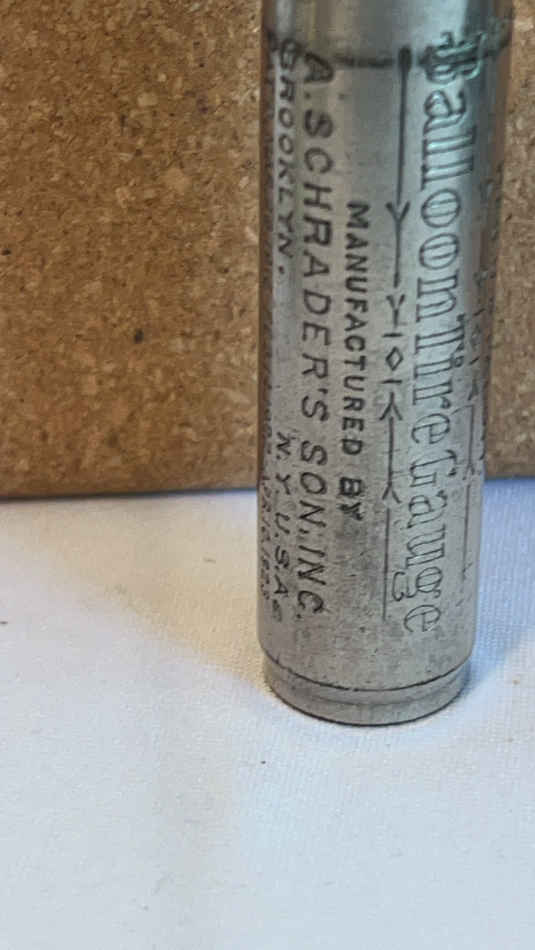 Balloon Tire Gauge
MANUFACTURED BY
A. SCHRADER'S SON, INC.
BROOKLYN. N.Y. U.S.A.